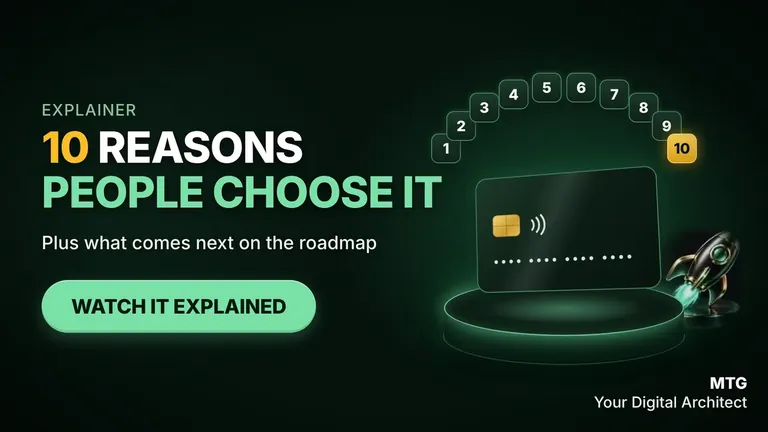 EXPLAINER
10 REASONS
PEOPLE CHOOSE IT
Plus what comes next on the roadmap
WATCH IT EXPLAINED
1
2
3
4
5
6
7
8
9
10
MTG
Your Digital Architect